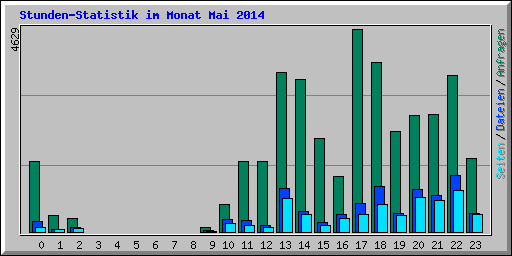 Stunden-Statistik im Monat Mai 2014
4629
Seiten / Dateien / Anfragen
0 1 2 3 4 5 6 7 8 9 10 11 12 13 14 15 16 17 18 19 20 21 22 23